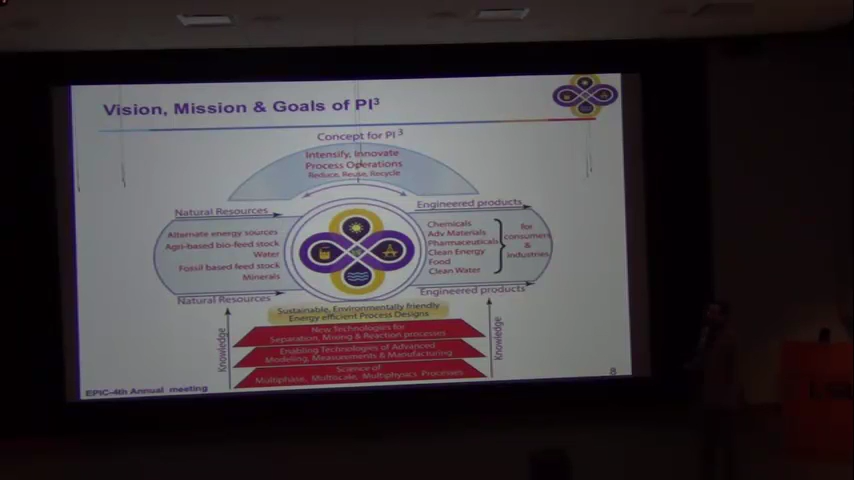 Vision, Mission & Goals of PI³
Concept for PI³
Intensify, Innovate
Process Operations
Reduce, Reuse, Recycle
Natural Resources
Alternate energy sources
Agri-based bio-feed stock
Water
Fossil based feed stock
Minerals
Natural Resources
Engineered products
Chemicals
Adv Materials
Pharmaceuticals
Clean Energy
Food
Clean Water
for
consumers
&
industries
Engineered products
Sustainable, Environmentally friendly
Energy efficient Process Designs
Knowledge
New Technologies for
Separation, Mixing & Reaction processes
Enabling Technologies of Advanced
Modeling, Measurements & Manufacturing
Science of
Multiphase, Multiscale, Multiphysics Processes
Knowledge
EPIC-4th Annual meeting
8